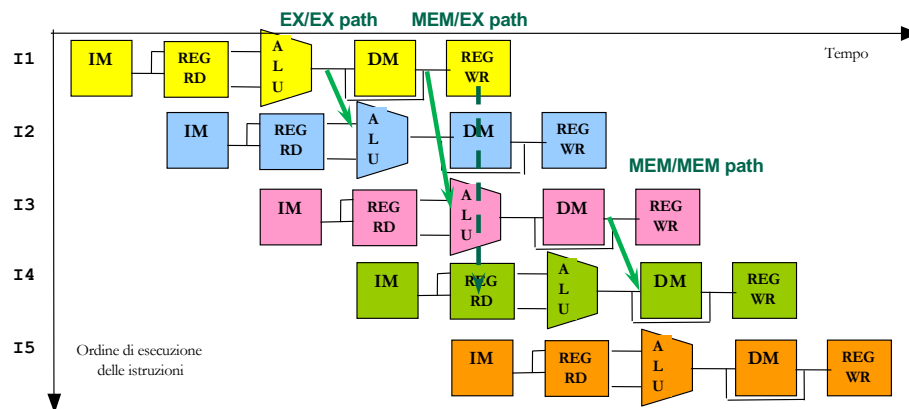 EX/EX path MEM/EX path
Tempo
I1 IM REG RD A L U DM REG WR
I2 IM REG RD A L U DM REG WR
MEM/MEM path
I3 IM REG RD A L U DM REG WR
I4 IM REG RD A L U DM REG WR
I5 IM REG RD A L U DM REG WR
Ordine di esecuzione
delle istruzioni